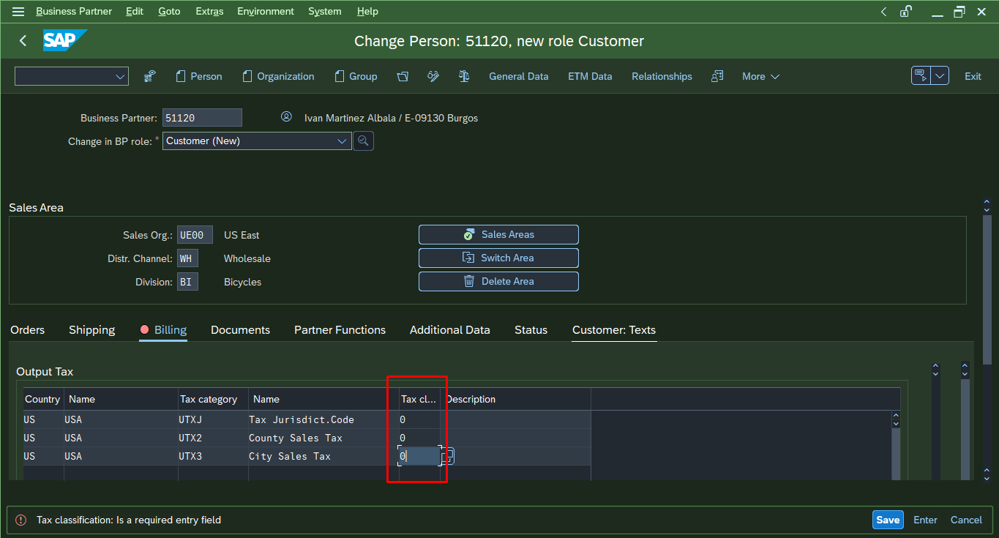 Business Partner Edit Goto Extras Environment System Help
SAP
Change Person: 51120, new role Customer
Person Organization Group General Data ETM Data Relationships More Exit
Business Partner: 51120 Ivan Martinez Albala / E-09130 Burgos
Change in BP role: * Customer (New)
Sales Area
Sales Org.: UE00 US East Sales Areas
Distr. Channel: WH Wholesale Switch Area
Division: BI Bicycles Delete Area
Orders Shipping Billing Documents Partner Functions Additional Data Status Customer: Texts
Output Tax
Country Name Tax category Name Tax cl... Description
US USA UTXJ Tax Jurisdict.Code 0
US USA UTX2 County Sales Tax 0
US USA UTX3 City Sales Tax 0
Tax classification: Is a required entry field Save Enter Cancel